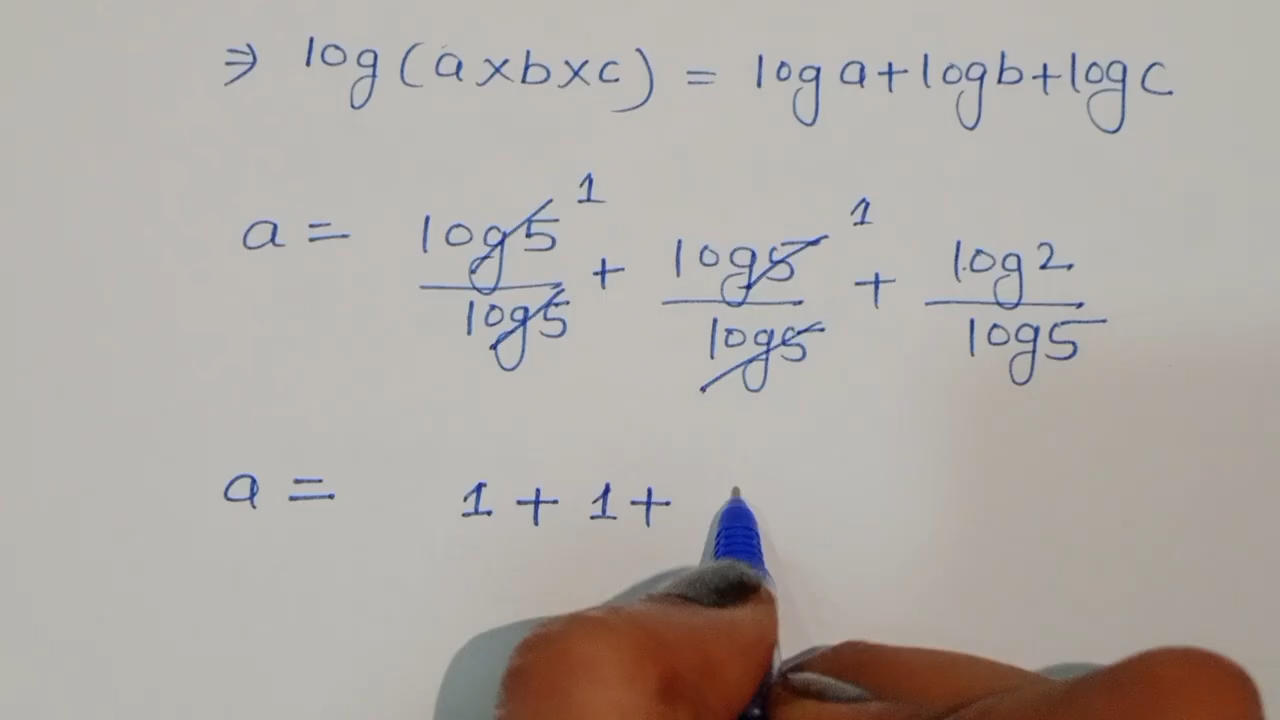 ⇒ log(a×b×c) = log a + log b + log c
1 1
a = log5/log5 + log5/log5 + log2/log5
a = 1 + 1 +